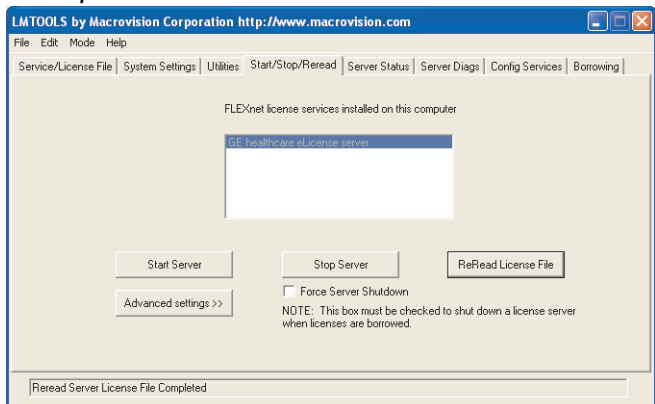 LMTOOLS by Macrovision Corporation http://www.macrovision.com
File Edit Mode Help
Service/License File System Settings Utilities Start/Stop/Reread Server Status Server Diags Config Services Borrowing
FLEXnet license services installed on this computer
GE healthcare eLicense server
Start Server Stop Server ReRead License File
Force Server Shutdown
Advanced settings >>
NOTE: This box must be checked to shut down a license server
when licenses are borrowed.
Reread Server License File Completed